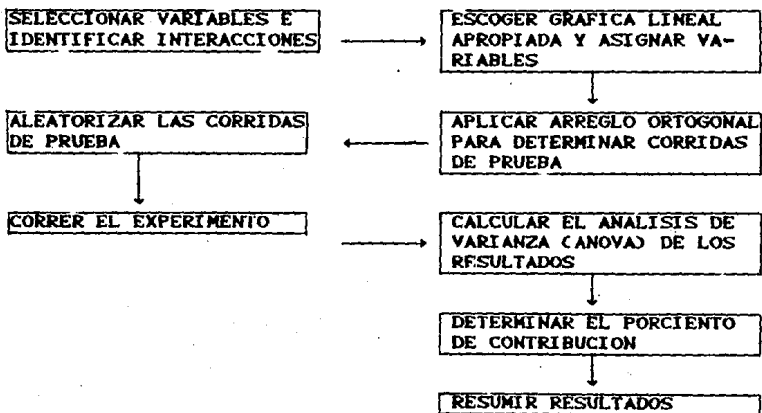 SELECCIONAR VARIABLES E
IDENTIFICAR INTERACCIONES
ESCOGER GRAFICA LINEAL
APROPIADA Y ASIGNAR VA-
RIABLES
APLICAR ARREGLO ORTOGONAL
PARA DETERMINAR CORRIDAS
DE PRUEBA
ALEATORIZAR LAS CORRIDAS
DE PRUEBA
CORRER EL EXPERIMENTO
CALCULAR EL ANALISIS DE
VARIANZA (ANOVA) DE LOS
RESULTADOS
DETERMINAR EL PORCIENTO
DE CONTRIBUCION
RESUMIR RESULTADOS